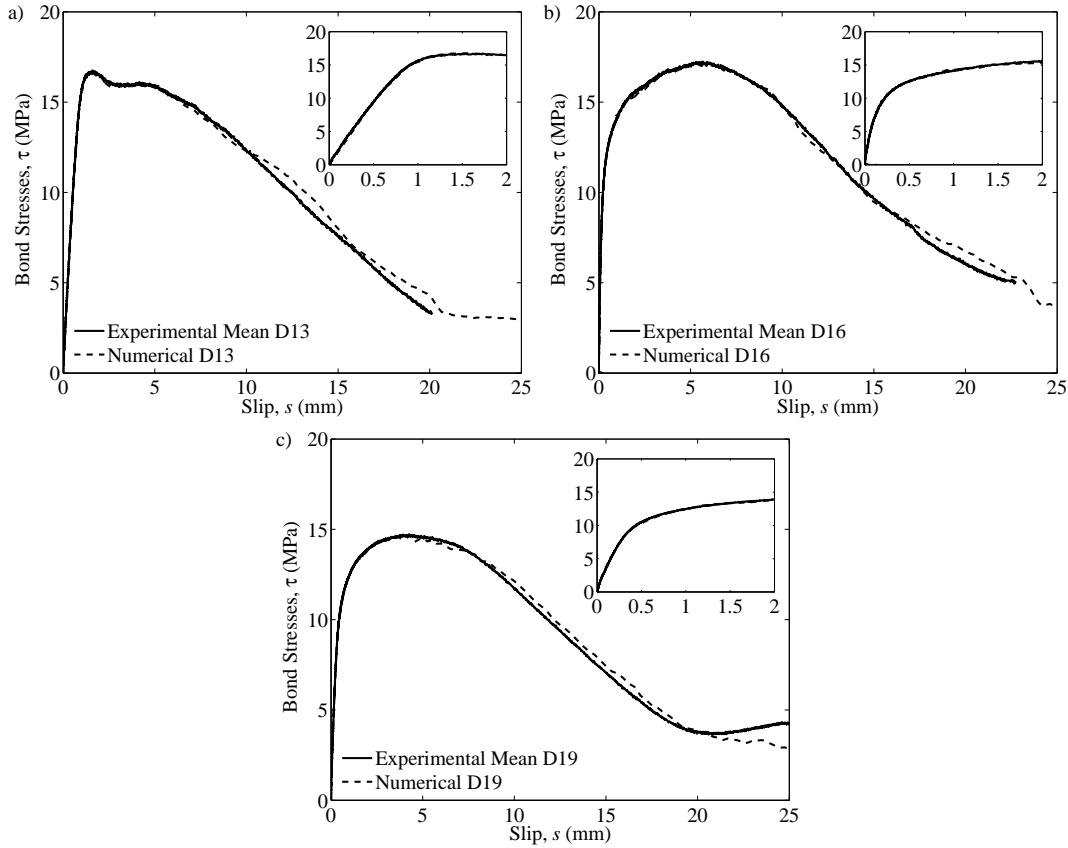 a)
20
15
10
5
0
Bond Stresses, τ (MPa)
20
15
10
5
0
0 0.5 1 1.5 2
Experimental Mean D13
Numerical D13
0 5 10 15 20 25
Slip, s (mm)
b)
20
15
10
5
0
Bond Stresses, τ (MPa)
20
15
10
5
0
0 0.5 1 1.5 2
Experimental Mean D16
Numerical D16
0 5 10 15 20 25
Slip, s (mm)
c)
20
15
10
5
0
Bond Stresses, τ (MPa)
20
15
10
5
0
0 0.5 1 1.5 2
Experimental Mean D19
Numerical D19
0 5 10 15 20 25
Slip, s (mm)